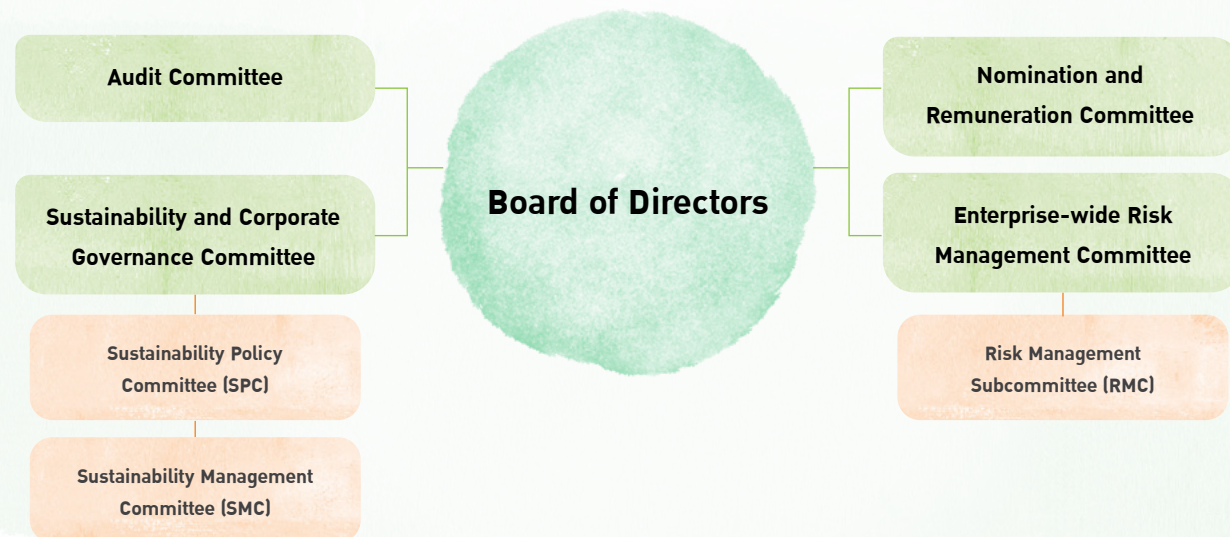 Audit Committee
Sustainability and Corporate
Governance Committee
Sustainability Policy
Committee (SPC)
Sustainability Management
Committee (SMC)
Board of Directors
Nomination and
Remuneration Committee
Enterprise-wide Risk
Management Committee
Risk Management
Subcommittee (RMC)